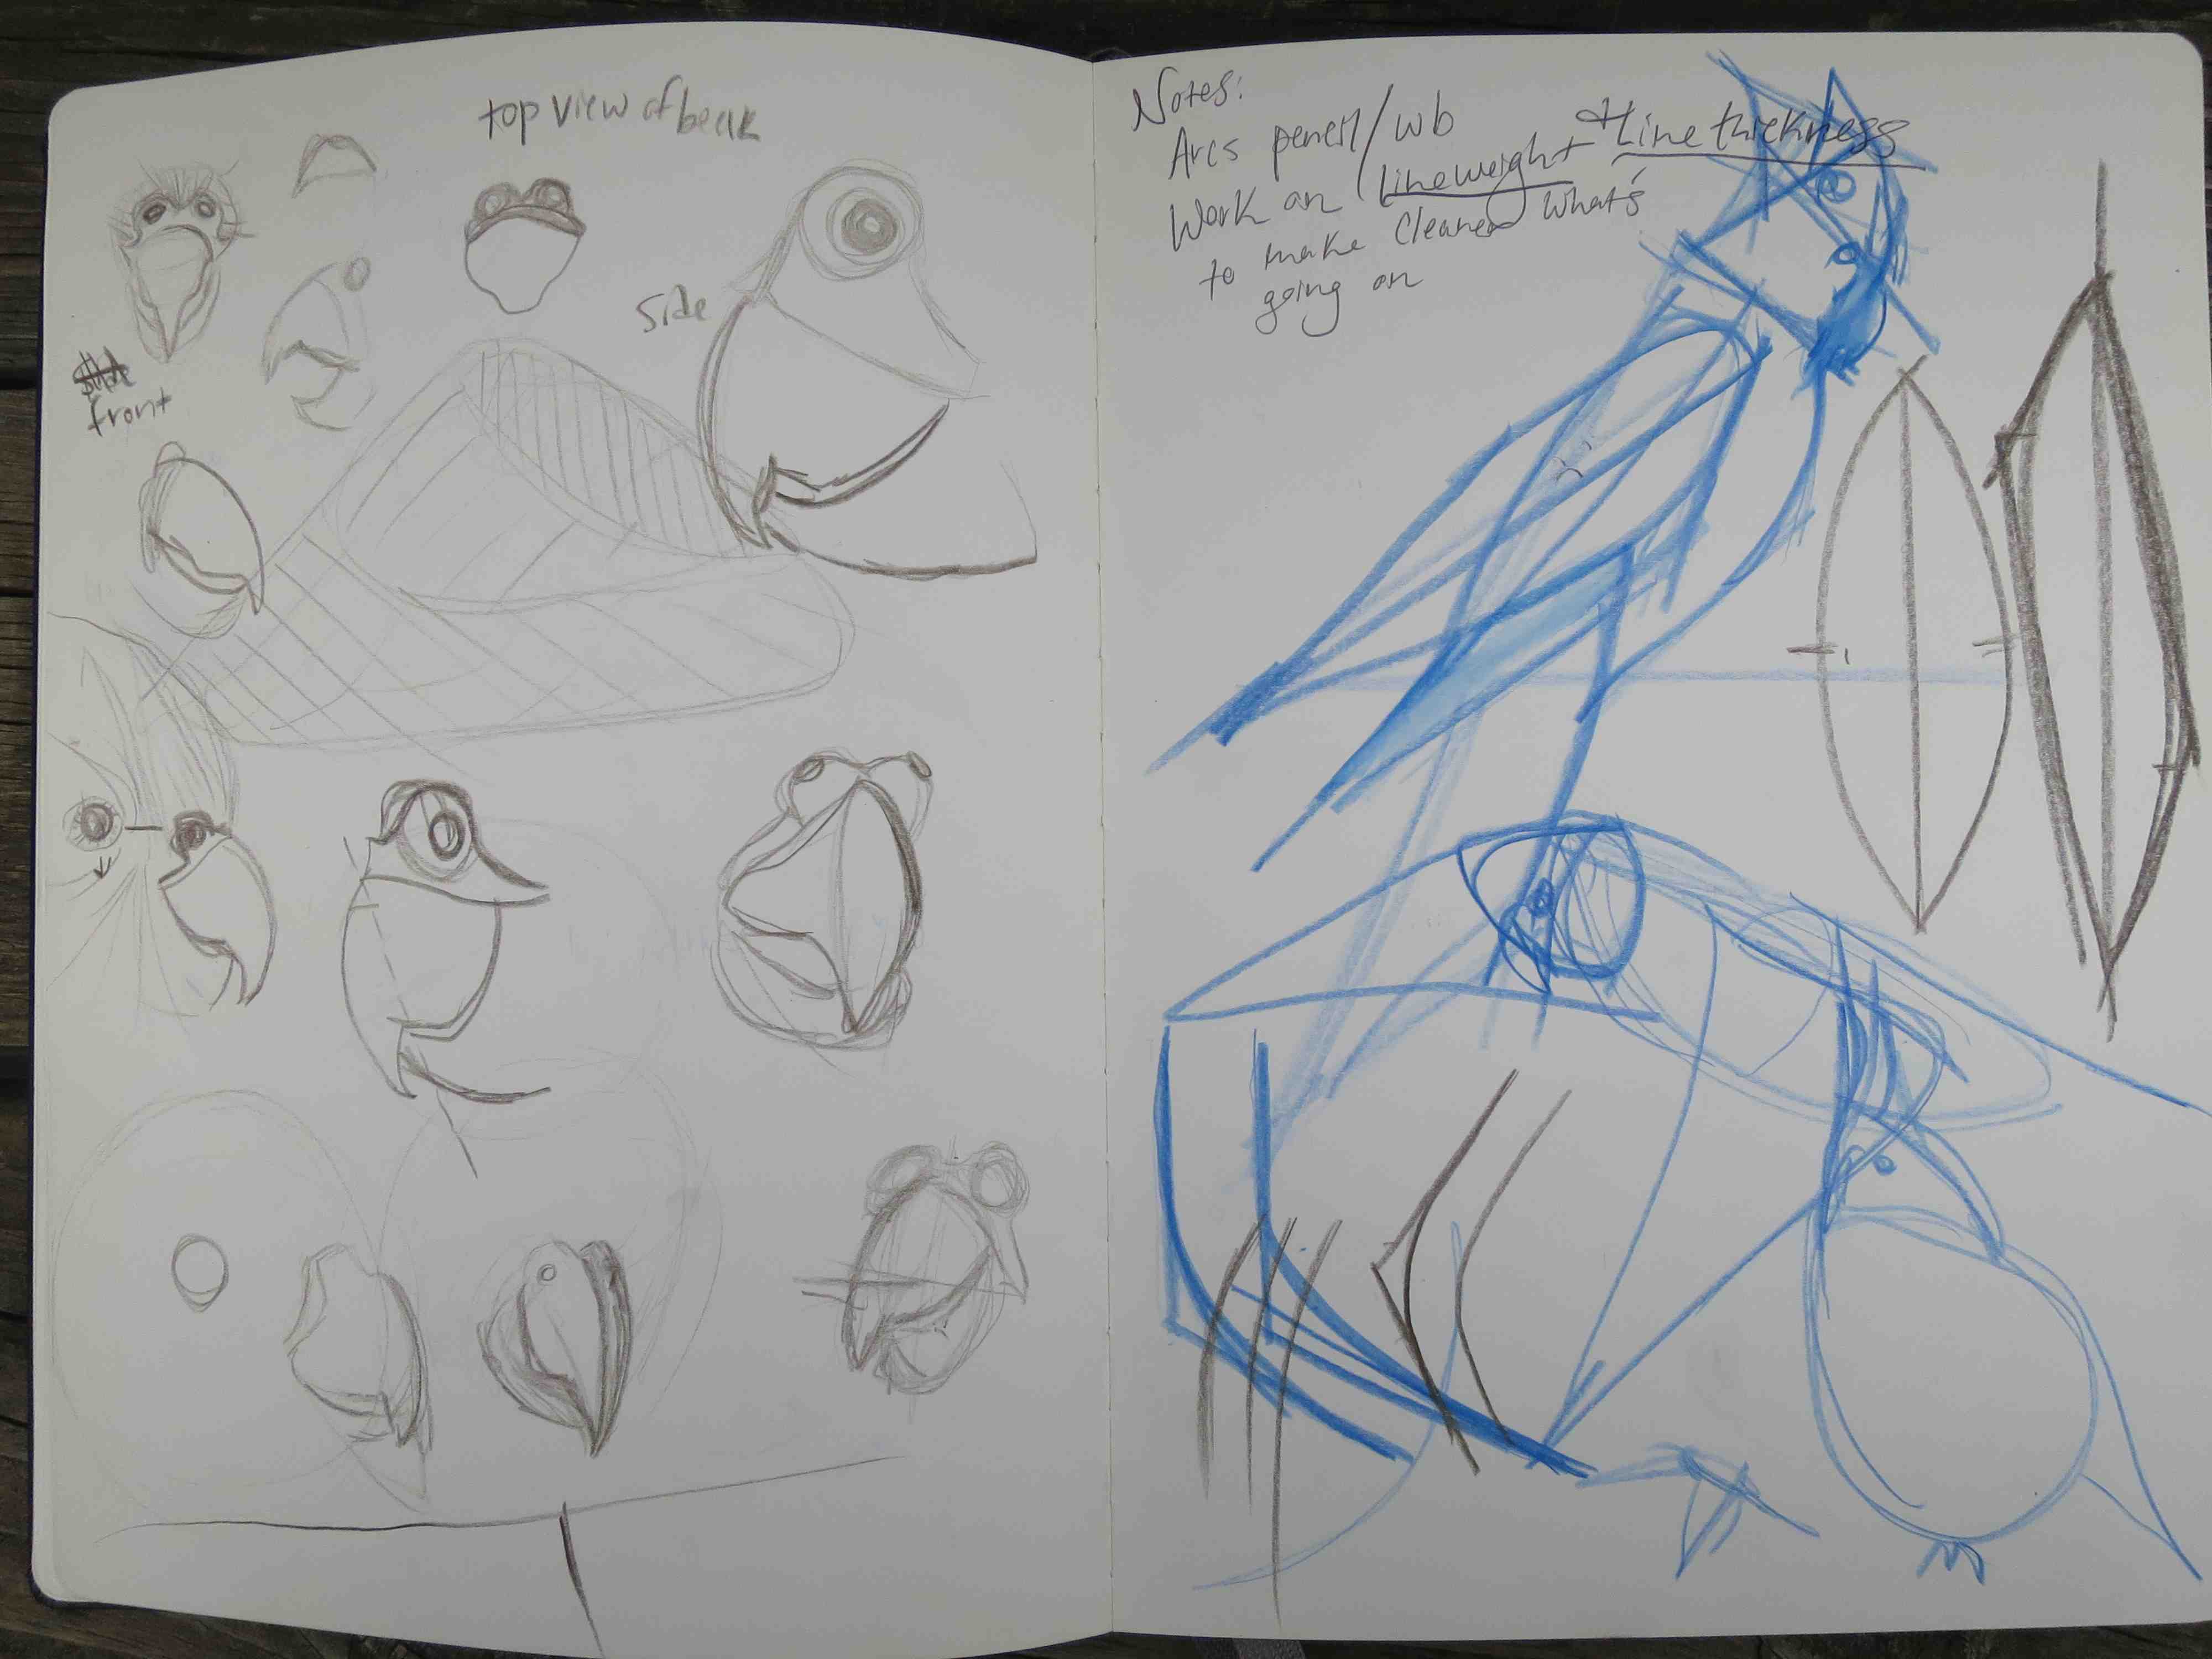 top view of beak
side
front
Notes:
Arcs pencil/wb
Work on lineweight + line thickness
to make cleaner what's
going on